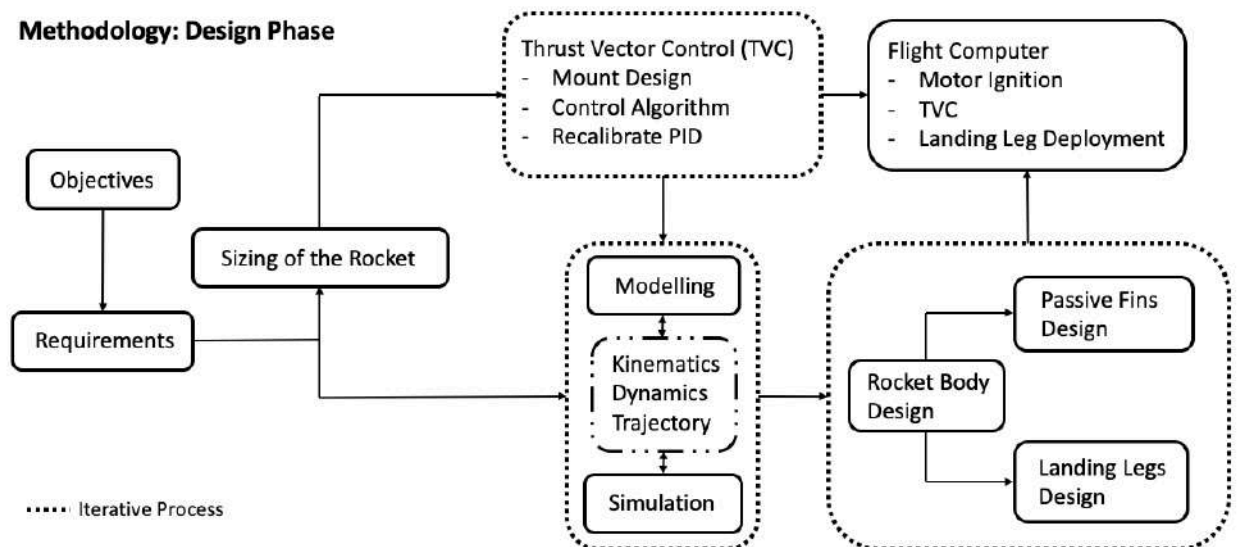 Methodology: Design Phase
Thrust Vector Control (TVC)
- Mount Design
- Control Algorithm
- Recalibrate PID
Flight Computer
- Motor Ignition
- TVC
- Landing Leg Deployment
Objectives
Sizing of the Rocket
Requirements
Modelling
Kinematics
Dynamics
Trajectory
Simulation
Passive Fins
Design
Rocket Body
Design
Landing Legs
Design
Iterative Process